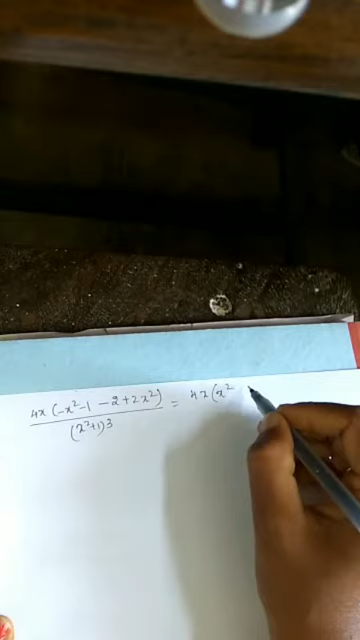 4x(-x²-1-2+2x²)/(x²+1)3 = 4x(x²